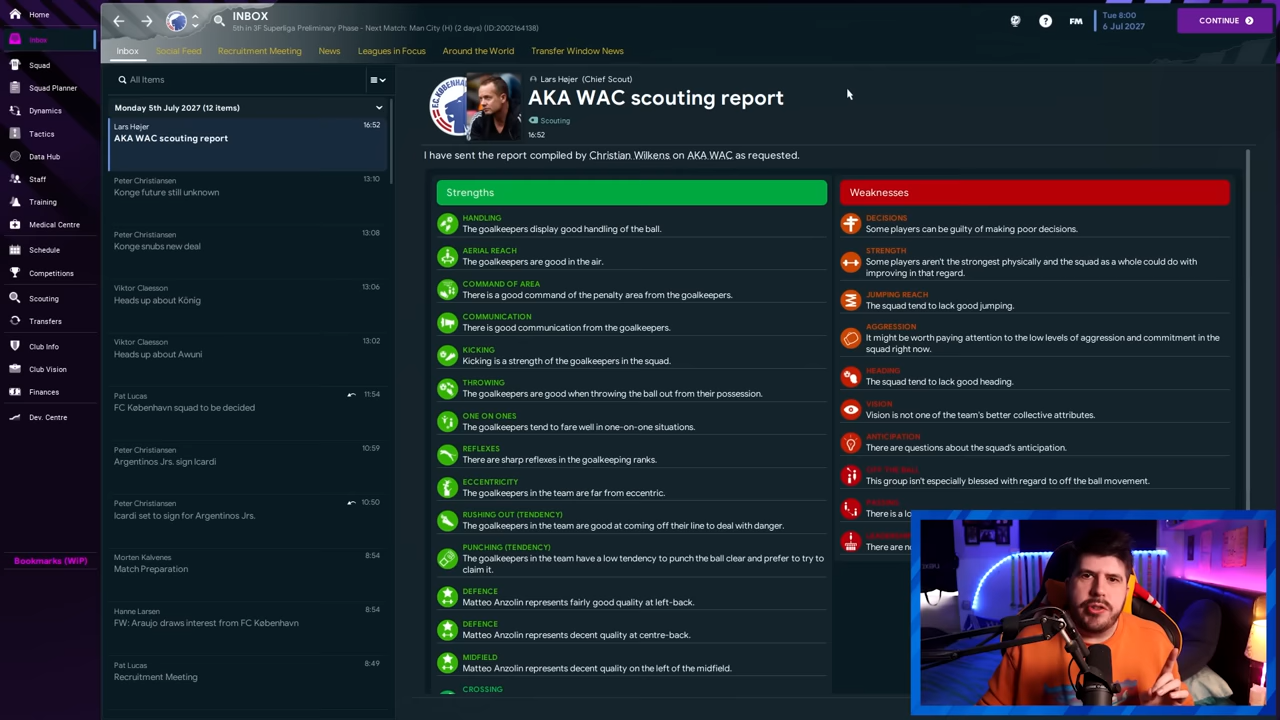 Home
Inbox
Squad
Squad Planner
Dynamics
Tactics
Data Hub
Staff
Training
Medical Centre
Schedule
Competitions
Scouting
Transfers
Club Info
Club Vision
Finances
Dev. Centre
Bookmarks (WiP)
INBOX
5th in 3F Superliga Preliminary Phase - Next Match: Man City (H) (2 days) (ID:2002164138)
FM
Tue 8:00
6 Jul 2027
CONTINUE
Inbox
Social Feed
Recruitment Meeting
News
Leagues in Focus
Around the World
Transfer Window News
All Items
Monday 5th July 2027 (12 items)
Lars Højer 16:52
AKA WAC scouting report
Peter Christiansen 13:10
Konge future still unknown
Peter Christiansen 13:08
Konge snubs new deal
Viktor Claesson 13:06
Heads up about König
Viktor Claesson 13:02
Heads up about Awuni
Pat Lucas 11:54
FC København squad to be decided
Peter Christiansen 10:59
Argentinos Jrs. sign Icardi
Peter Christiansen 10:50
Icardi set to sign for Argentinos Jrs.
Morten Kalvenes 8:54
Match Preparation
Hanne Larsen 8:54
FW: Araujo draws interest from FC København
Pat Lucas 8:49
Recruitment Meeting
Lars Højer (Chief Scout)
AKA WAC scouting report
Scouting
16:52
I have sent the report compiled by Christian Wilkens on AKA WAC as requested.
Strengths
HANDLING
The goalkeepers display good handling of the ball.
AERIAL REACH
The goalkeepers are good in the air.
COMMAND OF AREA
There is a good command of the penalty area from the goalkeepers.
COMMUNICATION
There is good communication from the goalkeepers.
KICKING
Kicking is a strength of the goalkeepers in the squad.
THROWING
The goalkeepers are good when throwing the ball out from their possession.
ONE ON ONES
The goalkeepers tend to fare well in one-on-one situations.
REFLEXES
There are sharp reflexes in the goalkeeping ranks.
ECCENTRICITY
The goalkeepers in the team are far from eccentric.
RUSHING OUT (TENDENCY)
The goalkeepers in the team are good at coming off their line to deal with danger.
PUNCHING (TENDENCY)
The goalkeepers in the team have a low tendency to punch the ball clear and prefer to try to
claim it.
DEFENCE
Matteo Anzolin represents fairly good quality at left-back.
DEFENCE
Matteo Anzolin represents decent quality at centre-back.
MIDFIELD
Matteo Anzolin represents decent quality on the left of the midfield.
CROSSING
Weaknesses
DECISIONS
Some players can be guilty of making poor decisions.
STRENGTH
Some players aren't the strongest physically and the squad as a whole could do with
improving in that regard.
JUMPING REACH
The squad tend to lack good jumping.
AGGRESSION
It might be worth paying attention to the low levels of aggression and commitment in the
squad right now.
HEADING
The squad tend to lack good heading.
VISION
Vision is not one of the team's better collective attributes.
ANTICIPATION
There are questions about the squad's anticipation.
OFF THE BALL
This group isn't especially blessed with regard to off the ball movement.
There is a lo
There are no